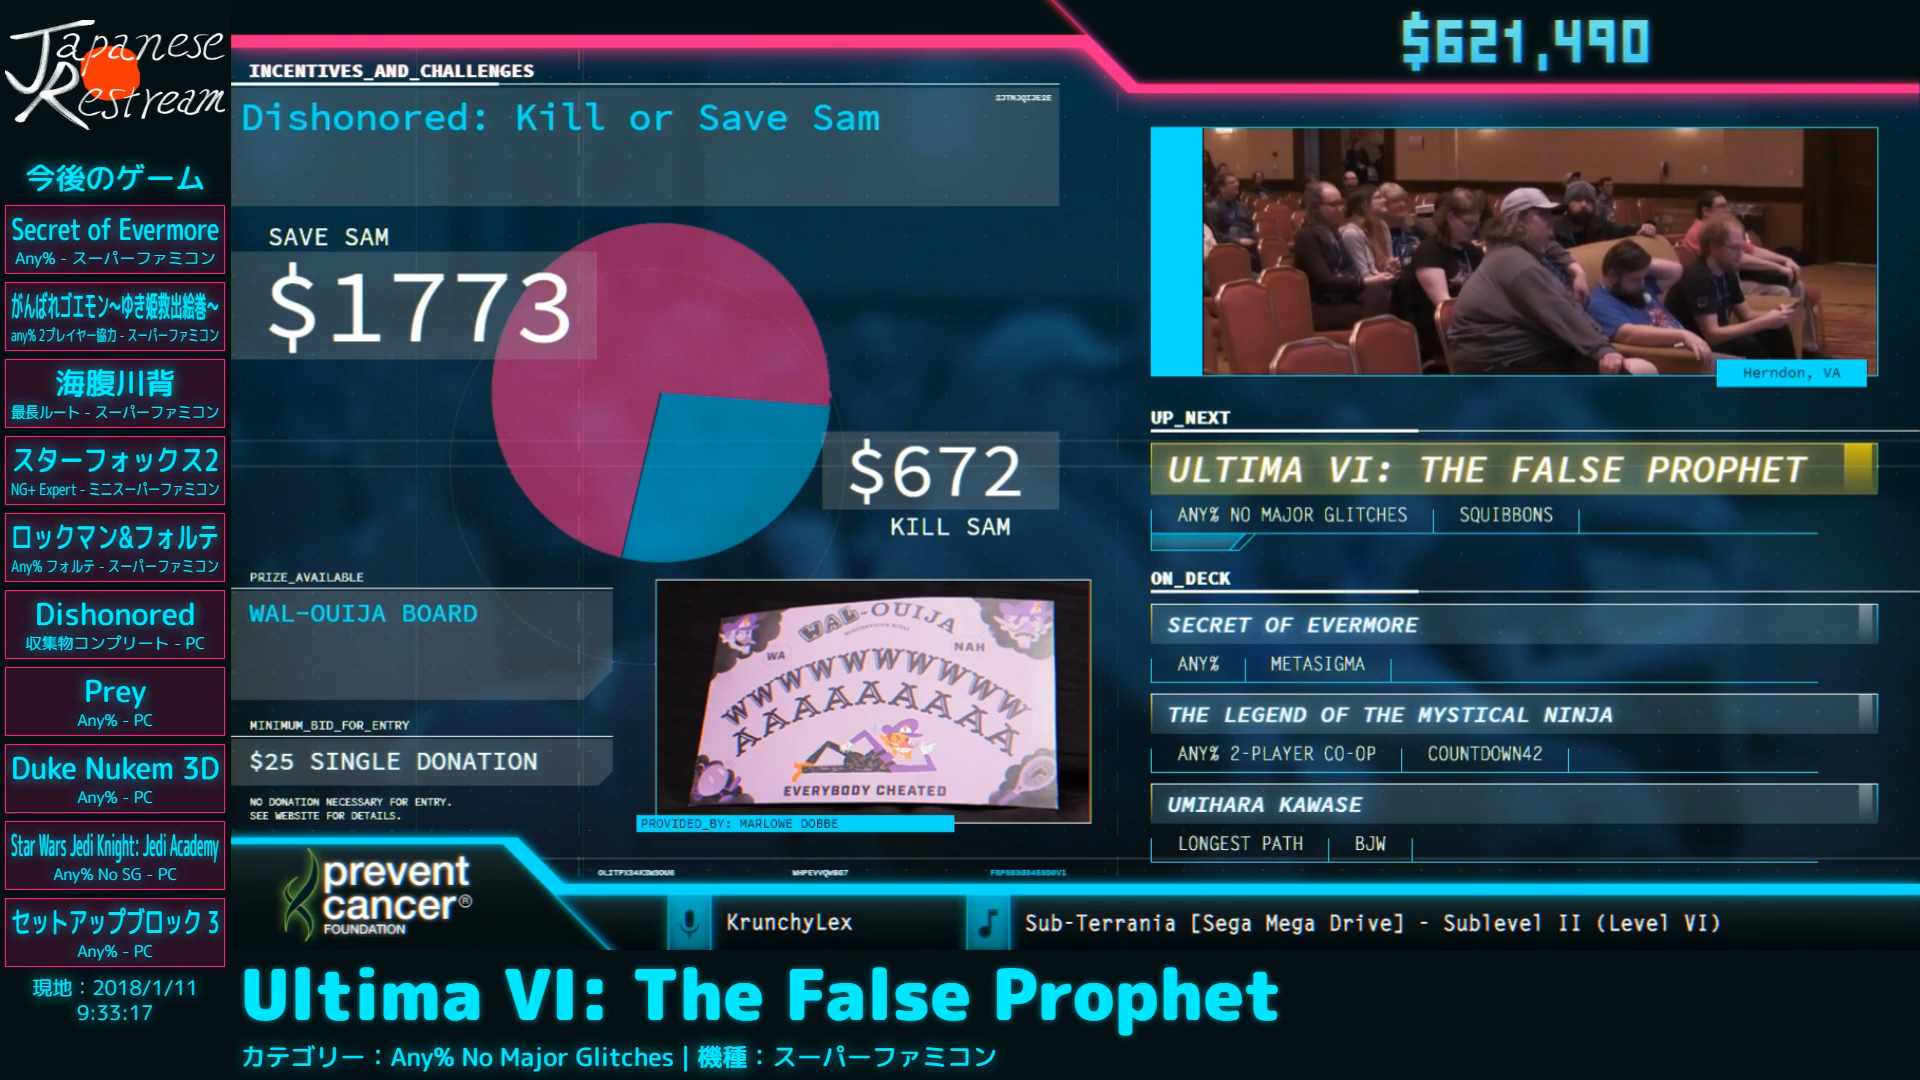 Japanese
Restream
今後のゲーム
Secret of Evermore
Any% - スーパーファミコン
がんばれゴエモン～ゆき姫救出絵巻～
any% 2プレイヤー協力 - スーパーファミコン
海腹川背
最長ルート - スーパーファミコン
スターフォックス2
NG+ Expert - ミニスーパーファミコン
ロックマン&フォルテ
Any% フォルテ - スーパーファミコン
Dishonored
収集物コンプリート - PC
Prey
Any% - PC
Duke Nukem 3D
Any% - PC
Star Wars Jedi Knight: Jedi Academy
Any% No SG - PC
セットアップブロック 3
Any% - PC
現地：2018/1/11
9:33:17
INCENTIVES_AND_CHALLENGES
Dishonored: Kill or Save Sam
SAVE SAM
$1773
$672
KILL SAM
PRIZE_AVAILABLE
WAL-OUIJA BOARD
MINIMUM_BID_FOR_ENTRY
$25 SINGLE DONATION
NO DONATION NECESSARY FOR ENTRY.
SEE WEBSITE FOR DETAILS.
WAL-OUIJA
WA
NAH
WWWWWWWWWWW
AAAAAAAAA
EVERYBODY CHEATED
PROVIDED_BY: MARLOWE DOBBE
$621,490
Herndon, VA
UP_NEXT
ULTIMA VI: THE FALSE PROPHET
ANY% NO MAJOR GLITCHES
SQUIBBONS
ON_DECK
SECRET OF EVERMORE
ANY%
METASIGMA
THE LEGEND OF THE MYSTICAL NINJA
ANY% 2-PLAYER CO-OP
COUNTDOWN42
UMIHARA KAWASE
LONGEST PATH
BJW
prevent
cancer®
FOUNDATION
KrunchyLex
Sub-Terrania [Sega Mega Drive] - Sublevel II (Level VI)
Ultima VI: The False Prophet
カテゴリー：Any% No Major Glitches | 機種：スーパーファミコン